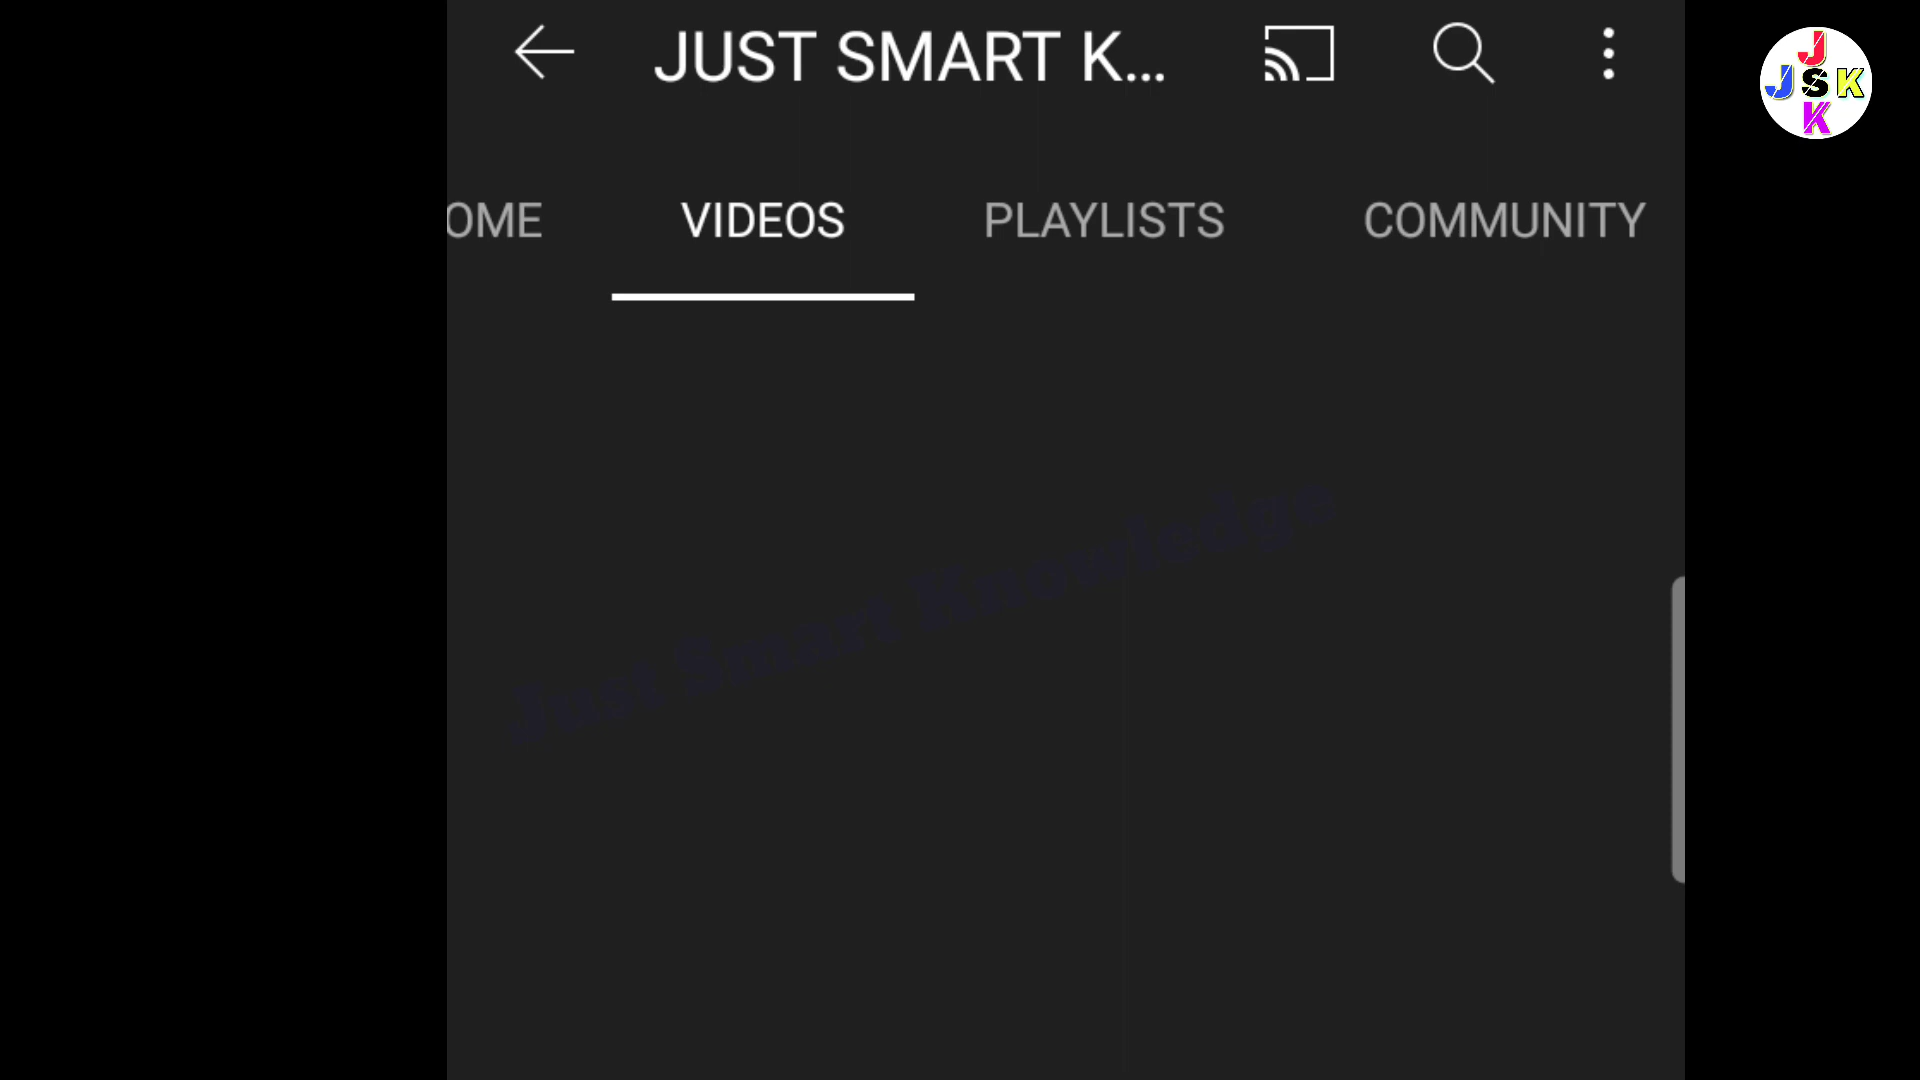 JUST SMART K...
J
JSK
K
OME VIDEOS PLAYLISTS COMMUNITY
Just Smart Knowledge